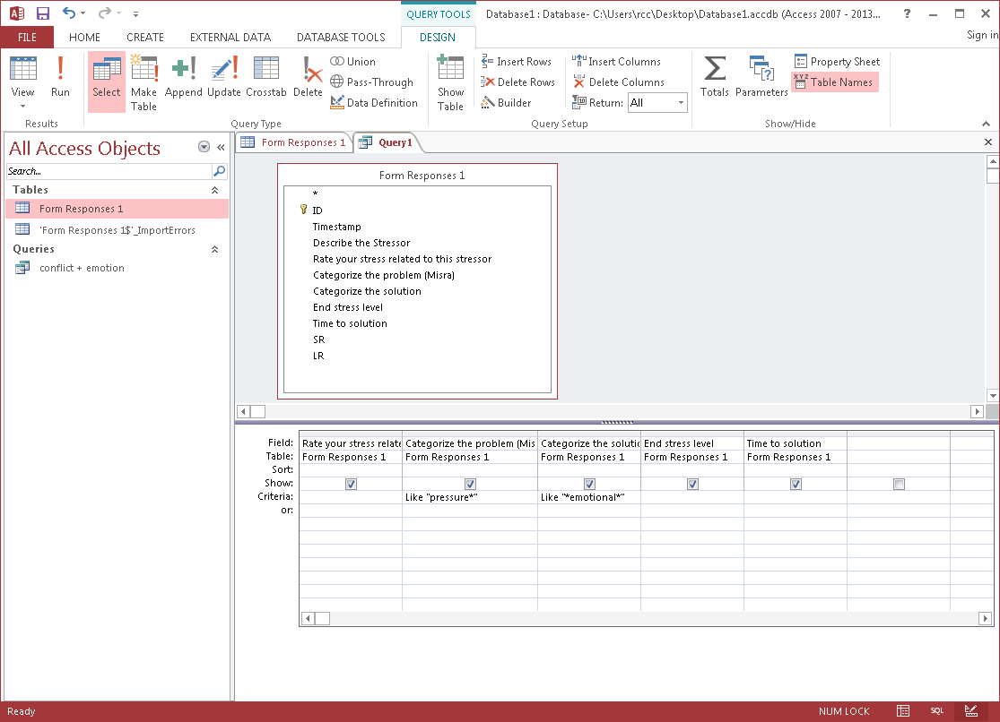 QUERY TOOLS
Database1 : Database- C:\Users\rcc\Desktop\Database1.accdb (Access 2007 - 2013...
FILE HOME CREATE EXTERNAL DATA DATABASE TOOLS DESIGN Sign in
View
Run
Results
Select
Make Table
Append
Update
Crosstab
Delete
Union
Pass-Through
Data Definition
Query Type
Show Table
Insert Rows
Delete Rows
Builder
Insert Columns
Delete Columns
Return: All
Query Setup
Totals
Parameters
Property Sheet
XYZ Table Names
Show/Hide
All Access Objects
Search...
Tables
Form Responses 1
'Form Responses 1$'_ImportErrors
Queries
conflict + emotion
Form Responses 1
Query1
Form Responses 1
*
ID
Timestamp
Describe the Stressor
Rate your stress related to this stressor
Categorize the problem (Misra)
Categorize the solution
End stress level
Time to solution
SR
LR
Field: Rate your stress relate Categorize the problem (Mis Categorize the solutic End stress level Time to solution
Table: Form Responses 1 Form Responses 1 Form Responses 1 Form Responses 1 Form Responses 1
Sort:
Show:
Criteria: Like "pressure*" Like "*emotional*"
or:
Ready
NUM LOCK
SQL